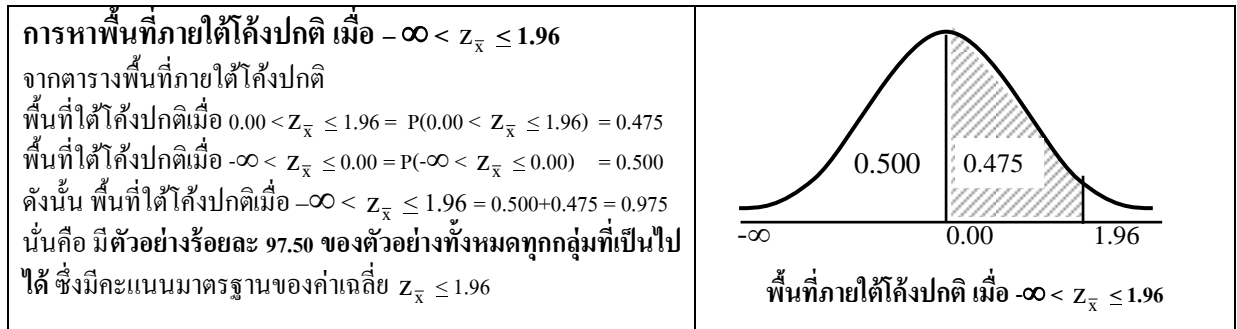 การหาพื้นที่ภายใต้โค้งปกติ เมื่อ – ∞ < Z x̄ ≤ 1.96
จากตารางพื้นที่ภายใต้โค้งปกติ
พื้นที่ใต้โค้งปกติเมื่อ 0.00 < Z x̄ ≤ 1.96 = P(0.00 < Z x̄ ≤ 1.96) = 0.475
พื้นที่ใต้โค้งปกติเมื่อ -∞ < Z x̄ ≤ 0.00 = P(-∞ < Z x̄ ≤ 0.00) = 0.500
ดังนั้น พื้นที่ใต้โค้งปกติเมื่อ –∞ < Z x̄ ≤ 1.96 = 0.500+0.475 = 0.975
นั่นคือ มีตัวอย่างร้อยละ 97.50 ของตัวอย่างทั้งหมดทุกกลุ่มที่เป็นไป
ได้ ซึ่งมีคะแนนมาตรฐานของค่าเฉลี่ย Z x̄ ≤ 1.96
0.500 0.475
-∞ 0.00 1.96
พื้นที่ภายใต้โค้งปกติ เมื่อ -∞ < Z x̄ ≤ 1.96